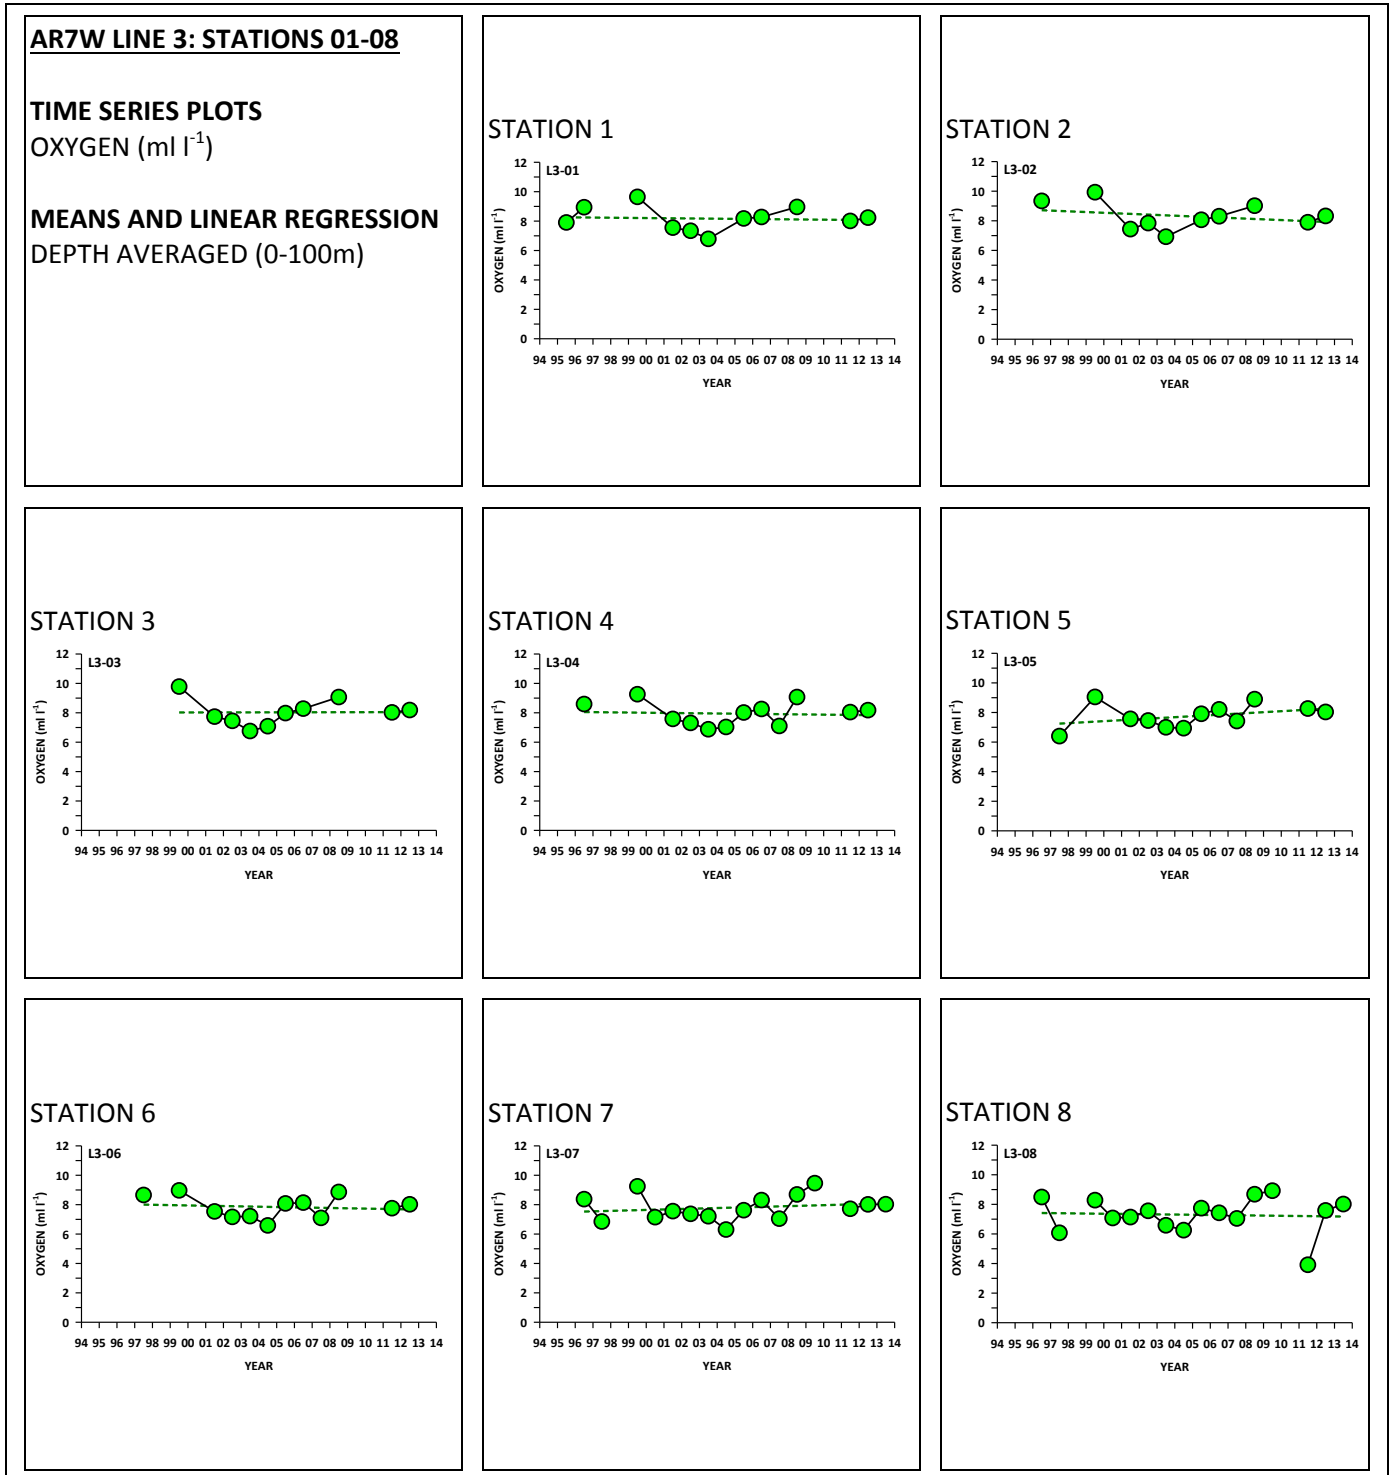 AR7W LINE 3: STATIONS 01-08
TIME SERIES PLOTS
OXYGEN (ml l-1)
MEANS AND LINEAR REGRESSION
DEPTH AVERAGED (0-100m)
STATION 1
L3-01
12
10
8
6
4
2
0
OXYGEN (ml l-1)
94 95 96 97 98 99 00 01 02 03 04 05 06 07 08 09 10 11 12 13 14
YEAR
STATION 2
L3-02
12
10
8
6
4
2
0
OXYGEN (ml l-1)
94 95 96 97 98 99 00 01 02 03 04 05 06 07 08 09 10 11 12 13 14
YEAR
STATION 3
L3-03
12
10
8
6
4
2
0
OXYGEN (ml l-1)
94 95 96 97 98 99 00 01 02 03 04 05 06 07 08 09 10 11 12 13 14
YEAR
STATION 4
L3-04
12
10
8
6
4
2
0
OXYGEN (ml l-1)
94 95 96 97 98 99 00 01 02 03 04 05 06 07 08 09 10 11 12 13 14
YEAR
STATION 5
L3-05
12
10
8
6
4
2
0
OXYGEN (ml l-1)
94 95 96 97 98 99 00 01 02 03 04 05 06 07 08 09 10 11 12 13 14
YEAR
STATION 6
L3-06
12
10
8
6
4
2
0
OXYGEN (ml l-1)
94 95 96 97 98 99 00 01 02 03 04 05 06 07 08 09 10 11 12 13 14
YEAR
STATION 7
L3-07
12
10
8
6
4
2
0
OXYGEN (ml l-1)
94 95 96 97 98 99 00 01 02 03 04 05 06 07 08 09 10 11 12 13 14
YEAR
STATION 8
L3-08
12
10
8
6
4
2
0
OXYGEN (ml l-1)
94 95 96 97 98 99 00 01 02 03 04 05 06 07 08 09 10 11 12 13 14
YEAR